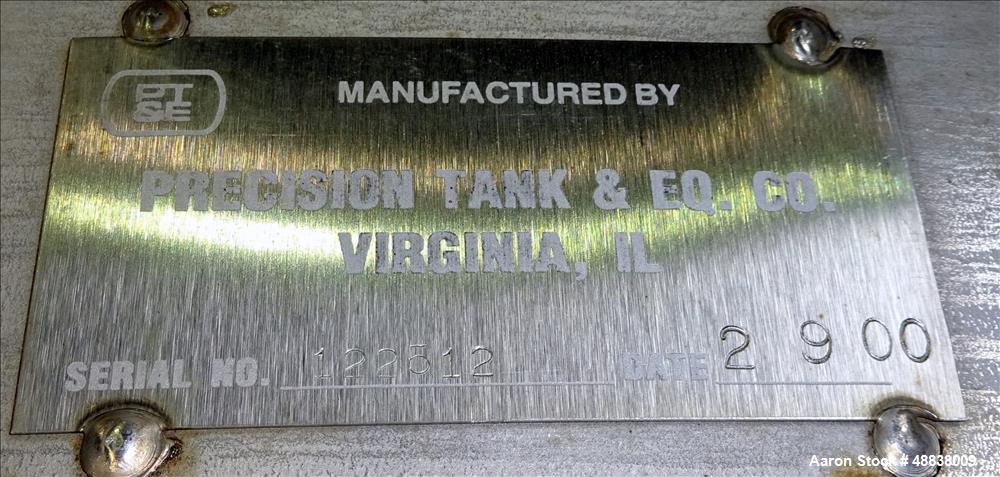 PT
&E
MANUFACTURED BY
PRECISION TANK & EQ. CO.
VIRGINIA, IL
SERIAL NO. 122512 DATE 2 9 00
Aaron Stock # 48838009